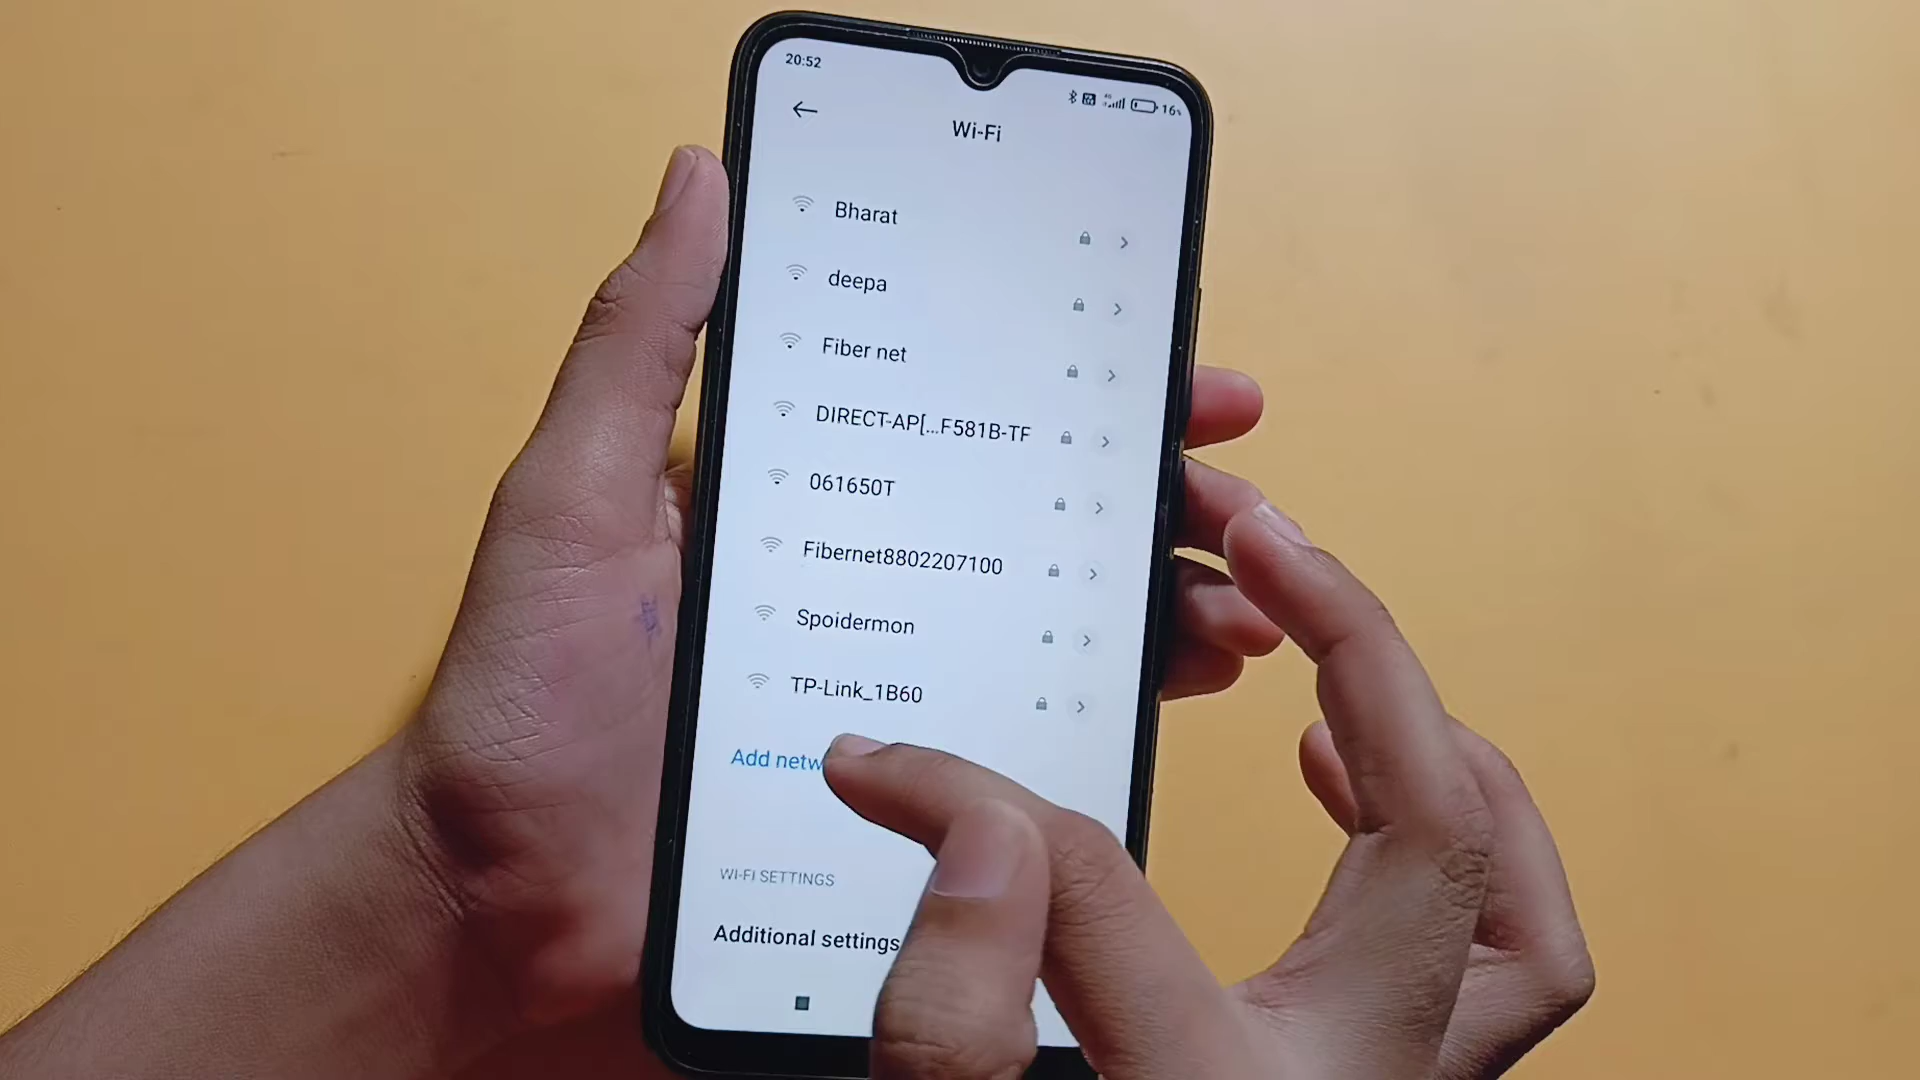 20:52
16%
Wi-Fi
Bharat
deepa
Fiber net
DIRECT-AP[...F581B-TF
061650T
Fibernet8802207100
Spoidermon
TP-Link_1B60
Add netw
WI-FI SETTINGS
Additional settings